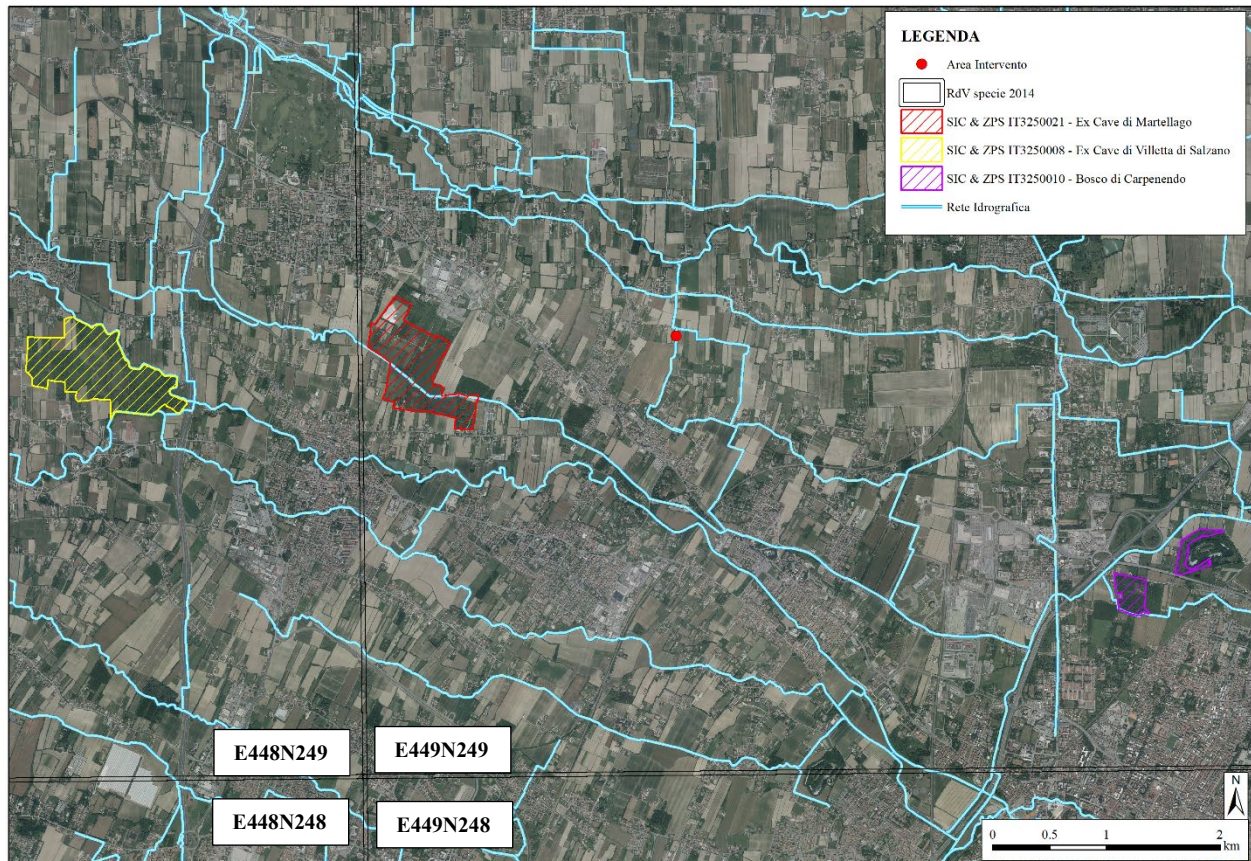 LEGENDA
Area Intervento
RdV specie 2014
SIC & ZPS IT3250021 - Ex Cave di Martellago
SIC & ZPS IT3250008 - Ex Cave di Villetta di Salzano
SIC & ZPS IT3250010 - Bosco di Carpenendo
Rete Idrografica
E448N249
E449N249
E448N248
E449N248
N
0 0.5 1 2
km